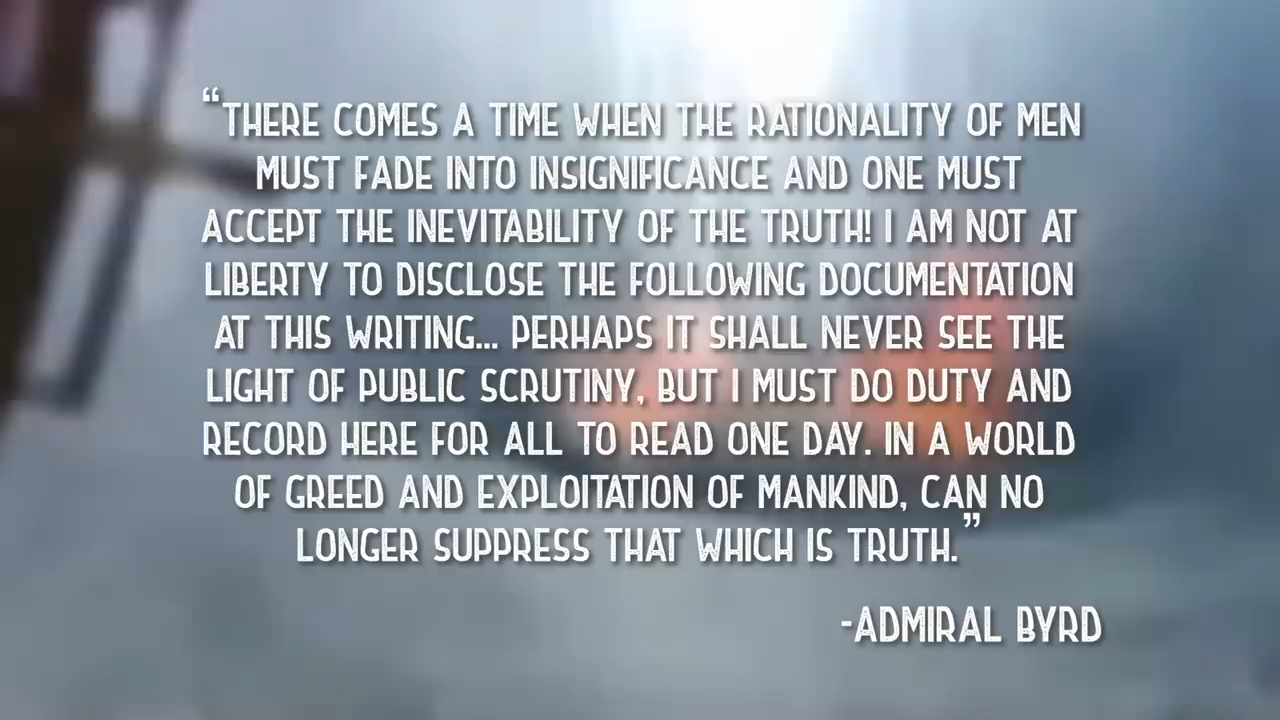 “THERE COMES A TIME WHEN THE RATIONALITY OF MEN
MUST FADE INTO INSIGNIFICANCE AND ONE MUST
ACCEPT THE INEVITABILITY OF THE TRUTH! I AM NOT AT
LIBERTY TO DISCLOSE THE FOLLOWING DOCUMENTATION
AT THIS WRITING... PERHAPS IT SHALL NEVER SEE THE
LIGHT OF PUBLIC SCRUTINY, BUT I MUST DO DUTY AND
RECORD HERE FOR ALL TO READ ONE DAY. IN A WORLD
OF GREED AND EXPLOITATION OF MANKIND, CAN NO
LONGER SUPPRESS THAT WHICH IS TRUTH.”
-ADMIRAL BYRD